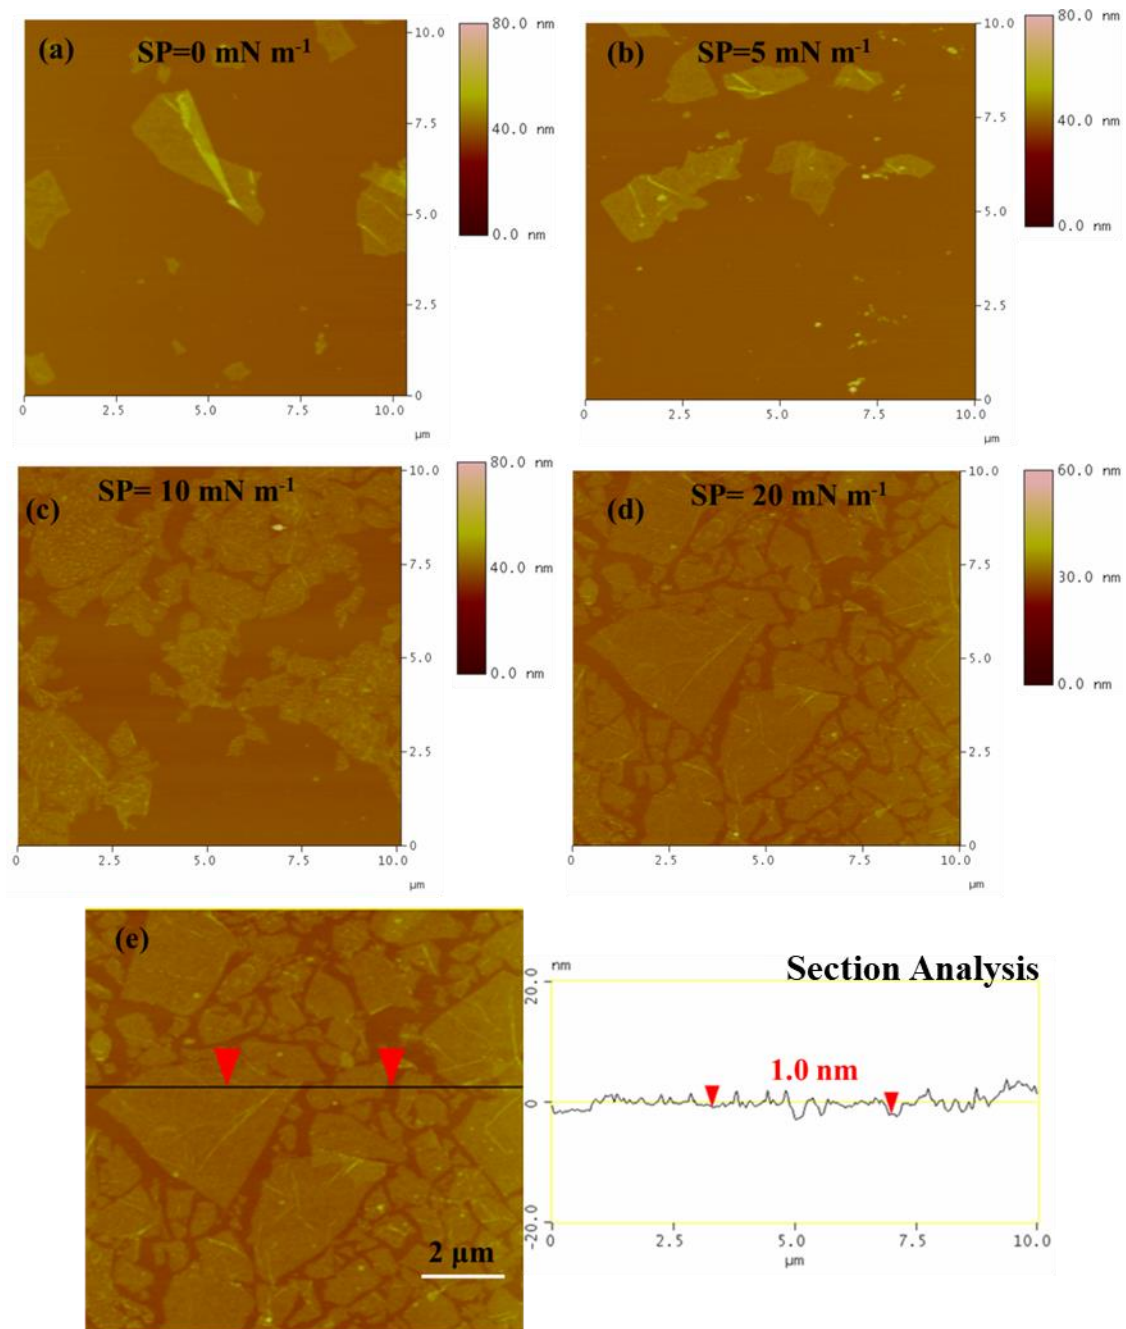 (a)
SP=0 mN m⁻¹
80.0 nm
40.0 nm
0.0 nm
10.0
7.5
5.0
2.5
0
0 2.5 5.0 7.5 10.0
µm
(b)
SP=5 mN m⁻¹
80.0 nm
40.0 nm
0.0 nm
10.0
7.5
5.0
2.5
0
0 2.5 5.0 7.5 10.0
µm
(c)
SP= 10 mN m⁻¹
80.0 nm
40.0 nm
0.0 nm
10.0
7.5
5.0
2.5
0
0 2.5 5.0 7.5 10.0
µm
(d)
SP= 20 mN m⁻¹
60.0 nm
30.0 nm
0.0 nm
10.0
7.5
5.0
2.5
0
0 2.5 5.0 7.5 10.0
µm
(e)
2 µm
Section Analysis
nm
20.0
0
-20.0
1.0 nm
0 2.5 5.0 7.5 10.0
µm